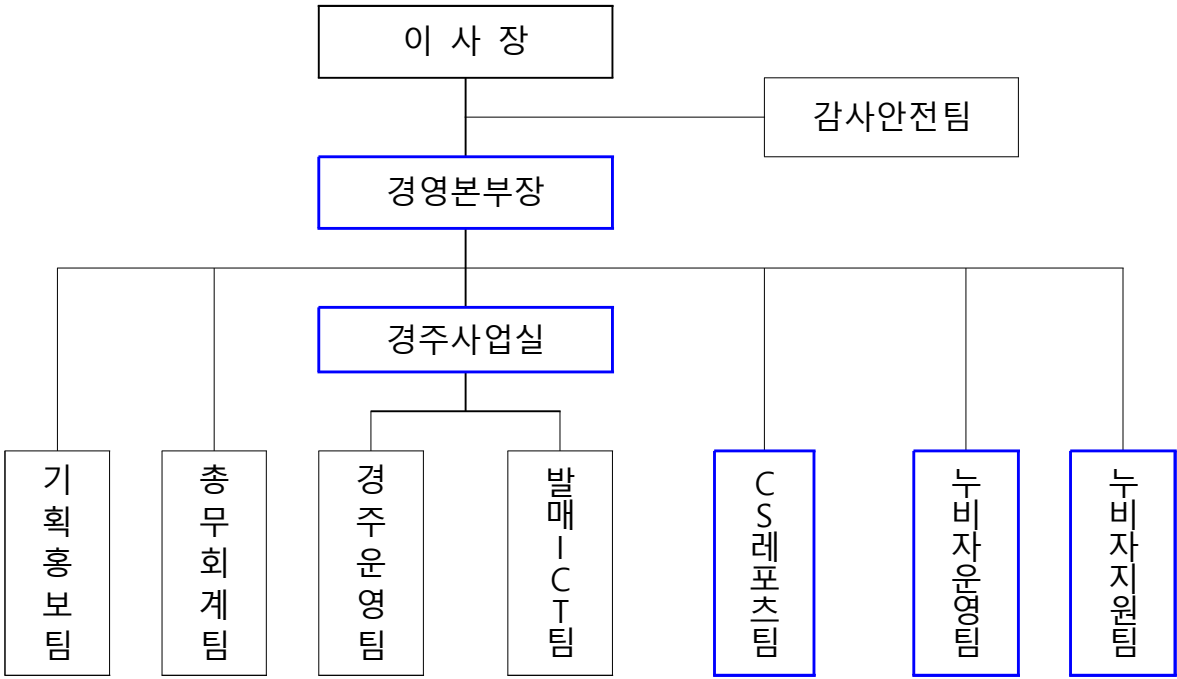 이 사 장
감사안전팀
경영본부장
경주사업실
기획홍보팀
총무회계팀
경주운영팀
발매ICT팀
CS레포츠팀
누비자운영팀
누비자지원팀